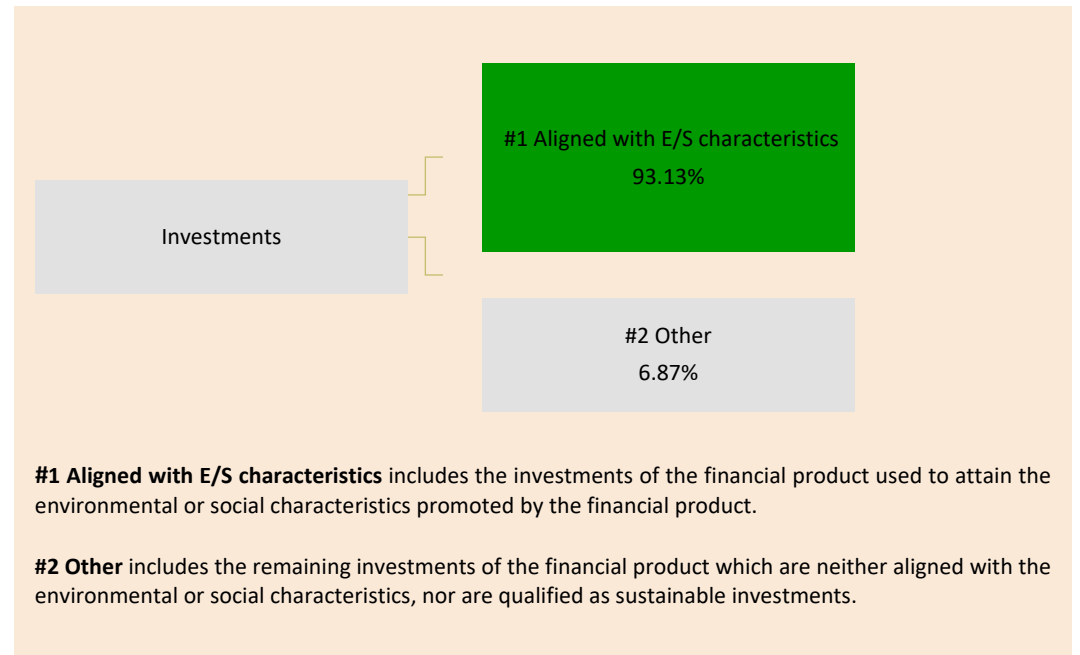 #1 Aligned with E/S characteristics
93.13%
Investments
#2 Other
6.87%
#1 Aligned with E/S characteristics includes the investments of the financial product used to attain the
environmental or social characteristics promoted by the financial product.
#2 Other includes the remaining investments of the financial product which are neither aligned with the
environmental or social characteristics, nor are qualified as sustainable investments.